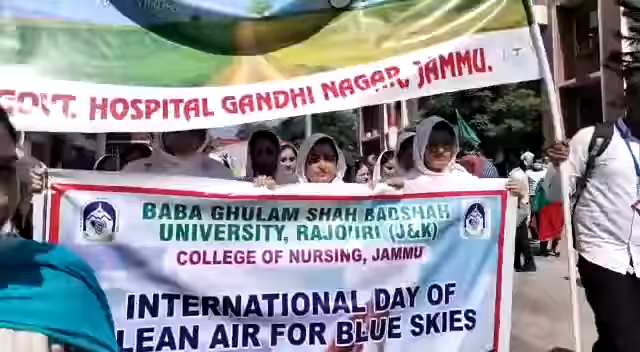 GOVT. HOSPITAL GANDHI NAGAR, JAMMU.
BABA GHULAM SHAH BADSHAH
UNIVERSITY, RAJOURI (J&K)
COLLEGE OF NURSING, JAMMU
INTERNATIONAL DAY OF
LEAN AIR FOR BLUE SKIES